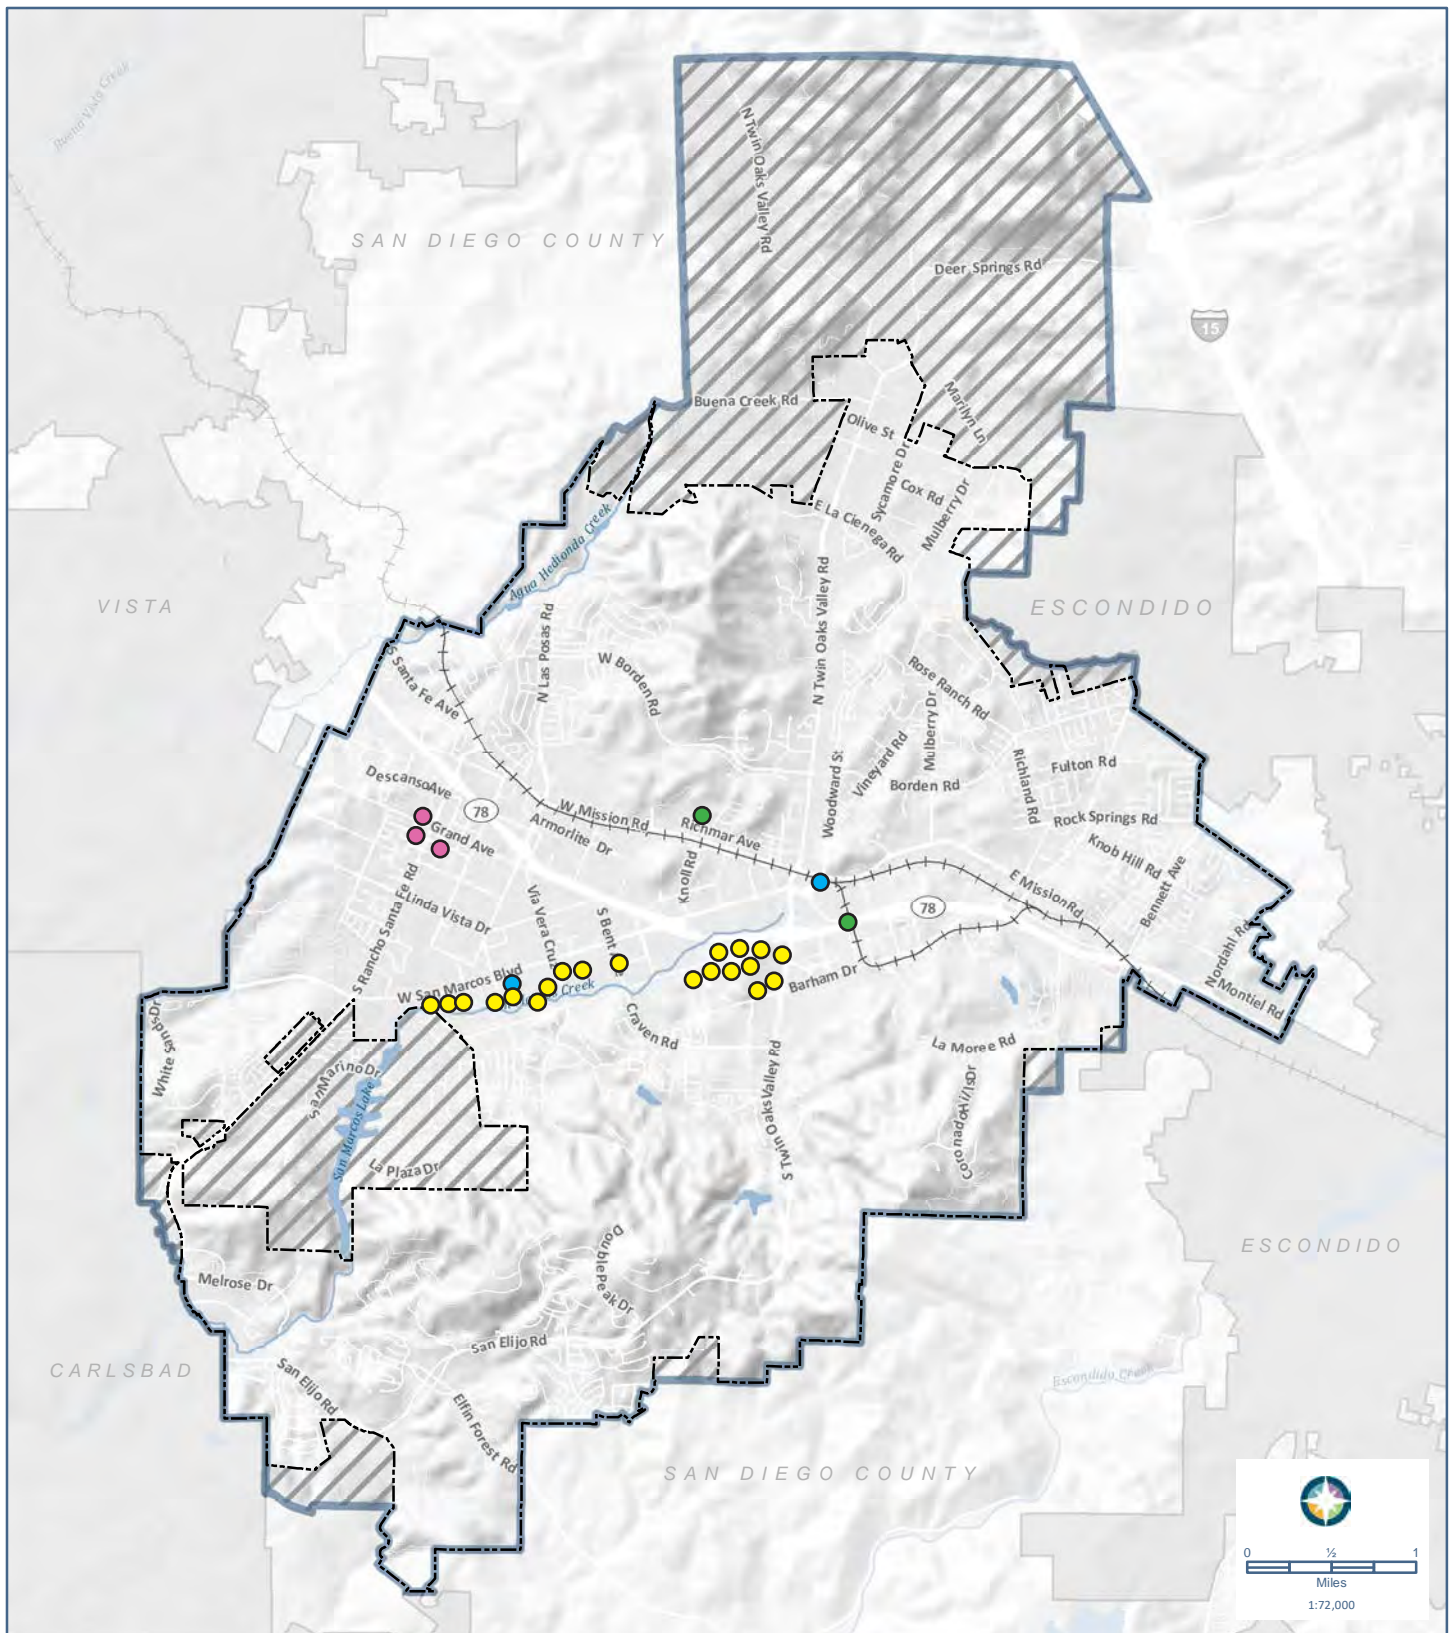 Buena Vista Creek
N Twin Oaks Valley Rd
SAN DIEGO COUNTY
Deer Springs Rd
15
Buena Creek Rd
Marilyn Ln
Olive St
Sycamore Dr
Cox Rd
Mulberry Dr
E La Cienega Rd
Agua Hedionda Creek
VISTA
ESCONDIDO
N Las Posas Rd
N Twin Oaks Valley Rd
S Santa Fe Ave
W Borden Rd
Rose Ranch Rd
Mulberry Dr
Vineyard Rd
Woodward St
Richland Rd
Fulton Rd
Borden Rd
Descanso Ave
78
W Mission Rd
Richmar Ave
Rock Springs Rd
Grand Ave
Armorlite Dr
Knob Hill Rd
Knoll Rd
Bennett Ave
E Mission Rd
S Rancho Santa Fe Rd
Linda Vista Dr
Via Vera Cruz
S Bent
78
Nordahl Rd
W San Marcos Blvd
Barham Dr
Creek
Montiel Rd
White Sands Dr
Craven Rd
La Moree Rd
San Marino Dr
San Marcos Lake
S Twin Oaks Valley Rd
Coronado Hills Dr
La Plaza Dr
Double Peak Dr
ESCONDIDO
Melrose Dr
San Elijo Rd
CARLSBAD
San Elijo Rd
Escondido Creek
Elfin Forest Rd
SAN DIEGO COUNTY
0 ½ 1
Miles
1:72,000